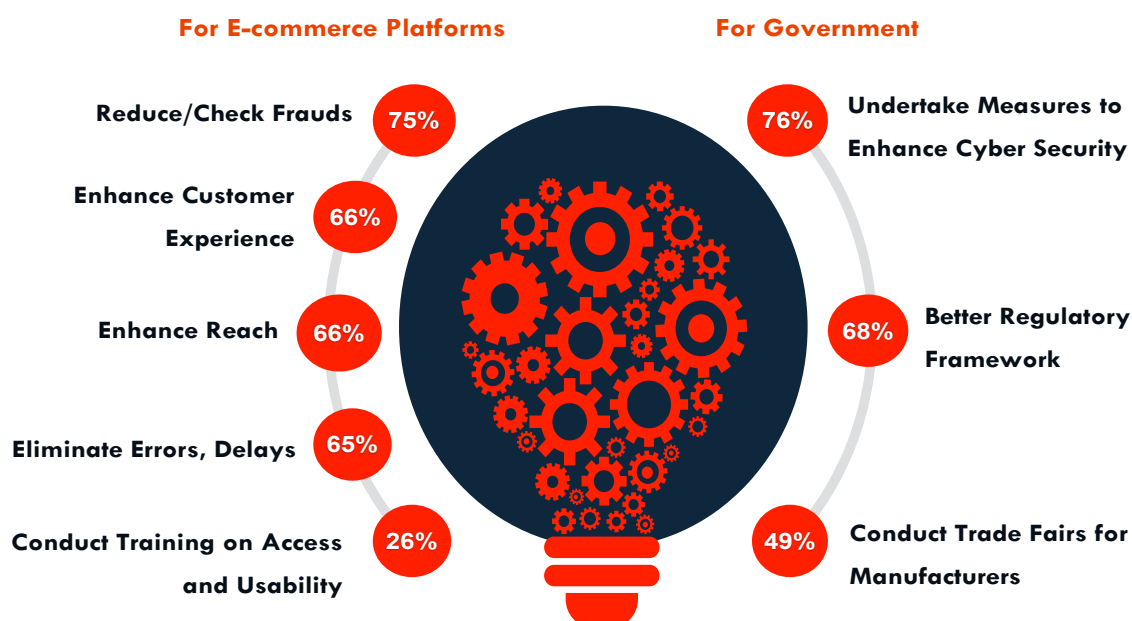 For E-commerce Platforms
For Government
Reduce/Check Frauds
75%
Enhance Customer
Experience
66%
Enhance Reach
66%
Eliminate Errors, Delays
65%
Conduct Training on Access
and Usability
26%
76%
Undertake Measures to
Enhance Cyber Security
68%
Better Regulatory
Framework
49%
Conduct Trade Fairs for
Manufacturers